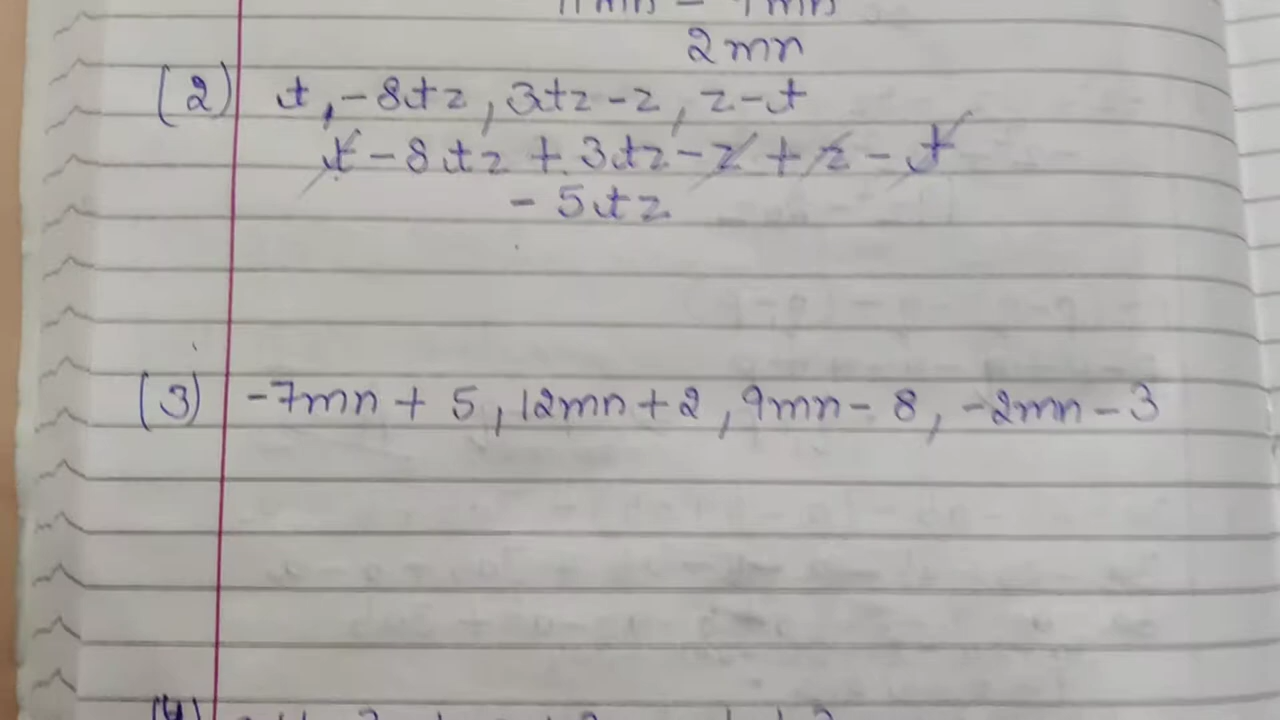 2mn
(2) t, -8tz, 3tz-z, z-t
t - 8tz + 3tz - z + z - t
- 5tz
(3) -7mn + 5, 12mn + 2, 9mn - 8, -2mn - 3